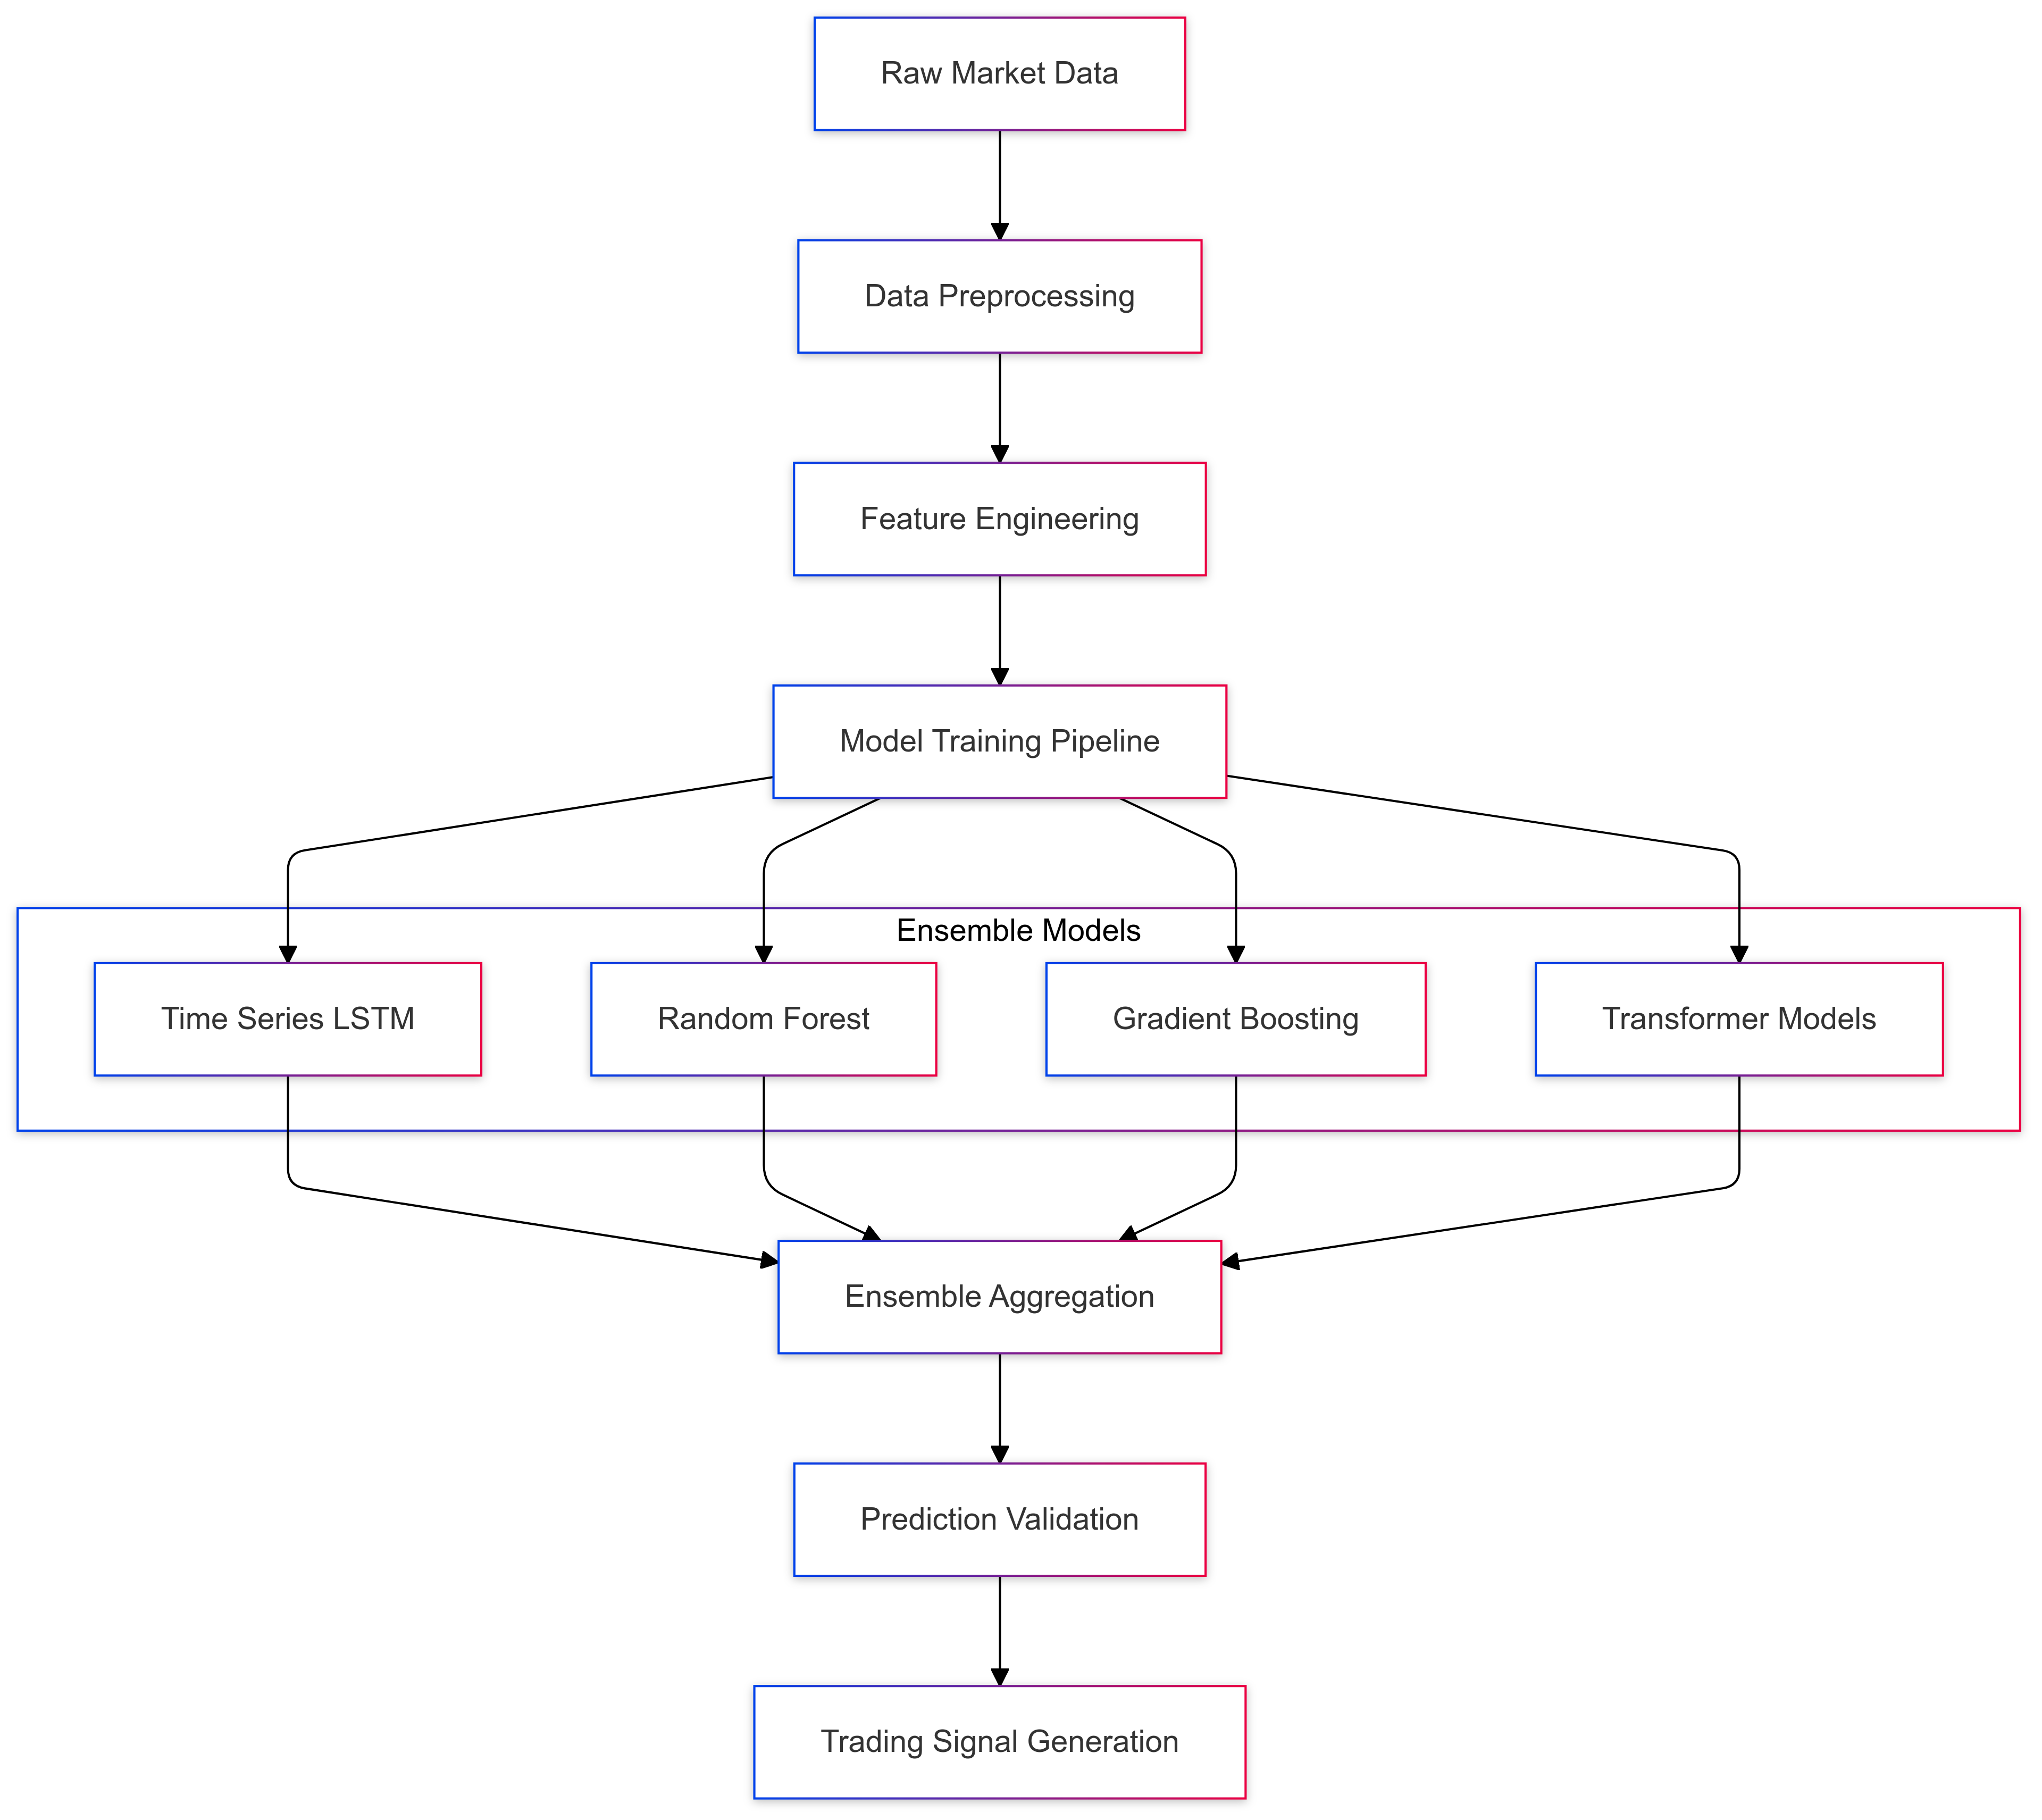 Raw Market Data
Data Preprocessing
Feature Engineering
Model Training Pipeline
Ensemble Models
Time Series LSTM
Random Forest
Gradient Boosting
Transformer Models
Ensemble Aggregation
Prediction Validation
Trading Signal Generation